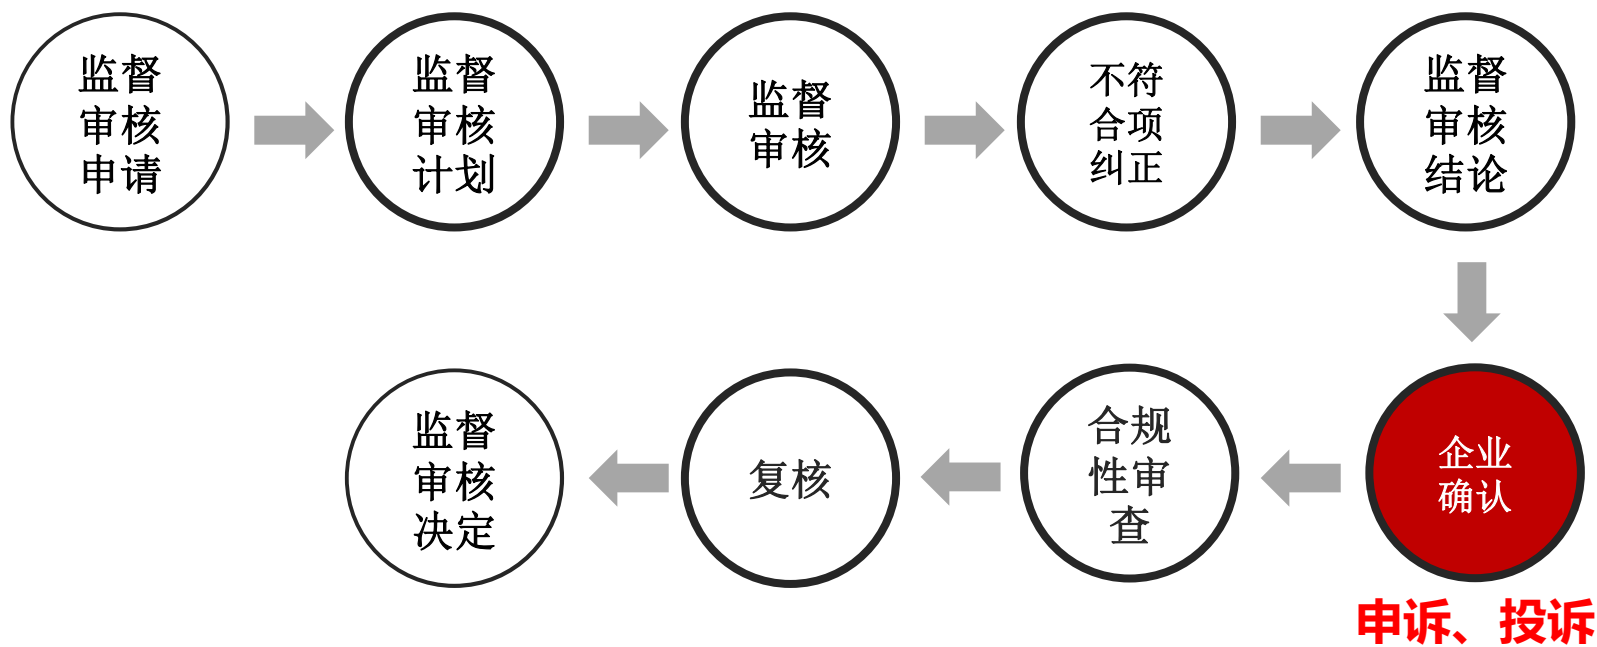 监督
审核
申请
监督
审核
计划
监督
审核
不符
合项
纠正
监督
审核
结论
企业
确认
申诉、投诉
合规
性审
查
复核
监督
审核
决定